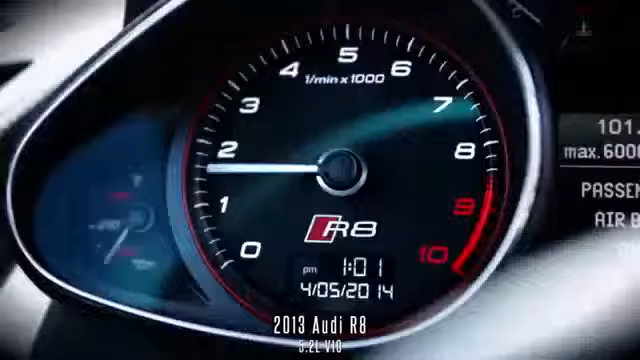 5
4
6
1/min x 1000
3
7
101.
2
8
max.6000
PASSEN
1
9
AIR B
R8
0
10
pm 1:01
4/05/2014
2013 Audi R8
5.2L V10